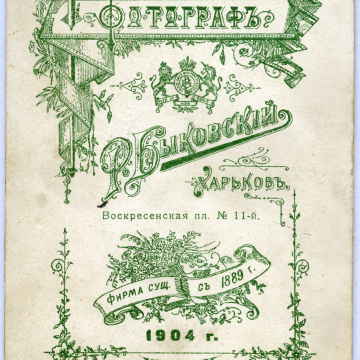 Фотографъ
Р. Быковскій
Харьковъ.
Воскресенская пл. № 11-й.
ФИРМА СУЩ. СЪ 1889 г.
1904 г.